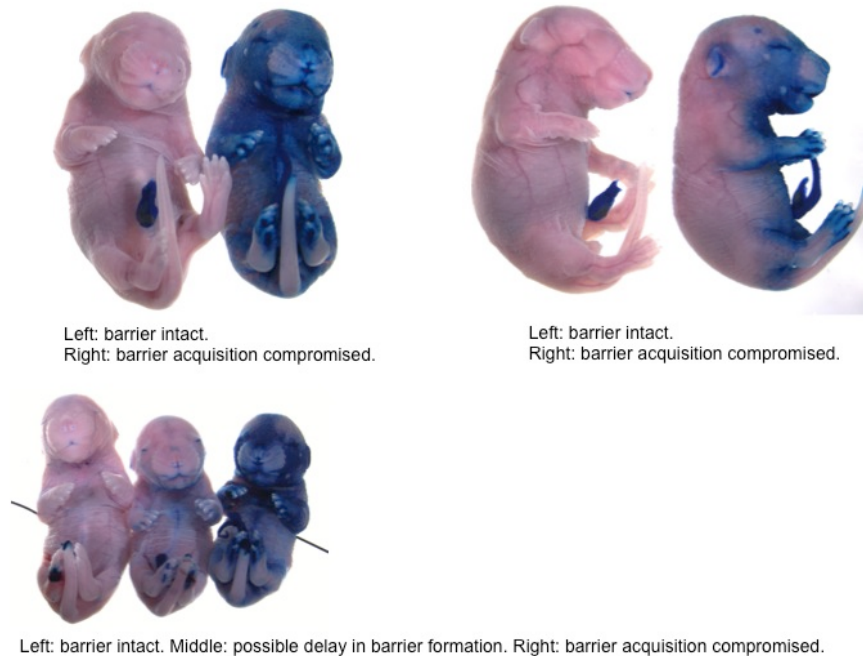 Left: barrier intact.
Right: barrier acquisition compromised.
Left: barrier intact.
Right: barrier acquisition compromised.
Left: barrier intact. Middle: possible delay in barrier formation. Right: barrier acquisition compromised.